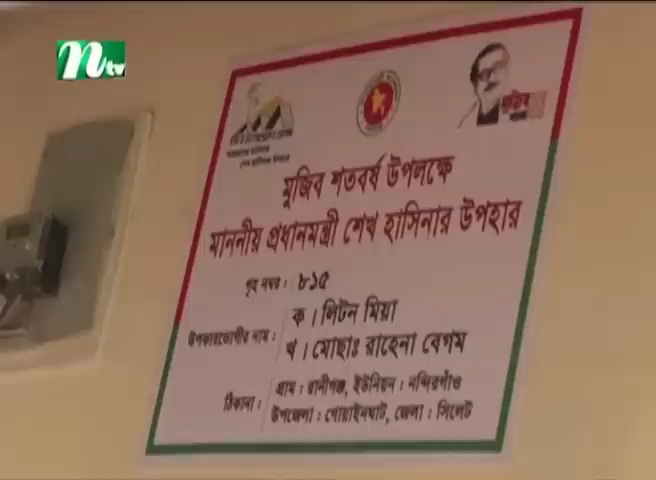 ntv
মুজিব শতবর্ষ উপলক্ষে
মাননীয় প্রধানমন্ত্রী শেখ হাসিনার উপহার
গৃহ নম্বর : ৮১৫
উপকারভোগীর নাম :
ক । লিটন মিয়া
খ । মোছাঃ রাহেনা বেগম
ঠিকানা :
গ্রাম : রানীগঞ্জ, ইউনিয়ন : নন্দিরগাঁও
উপজেলা : গোয়াইনঘাট, জেলা : সিলেট